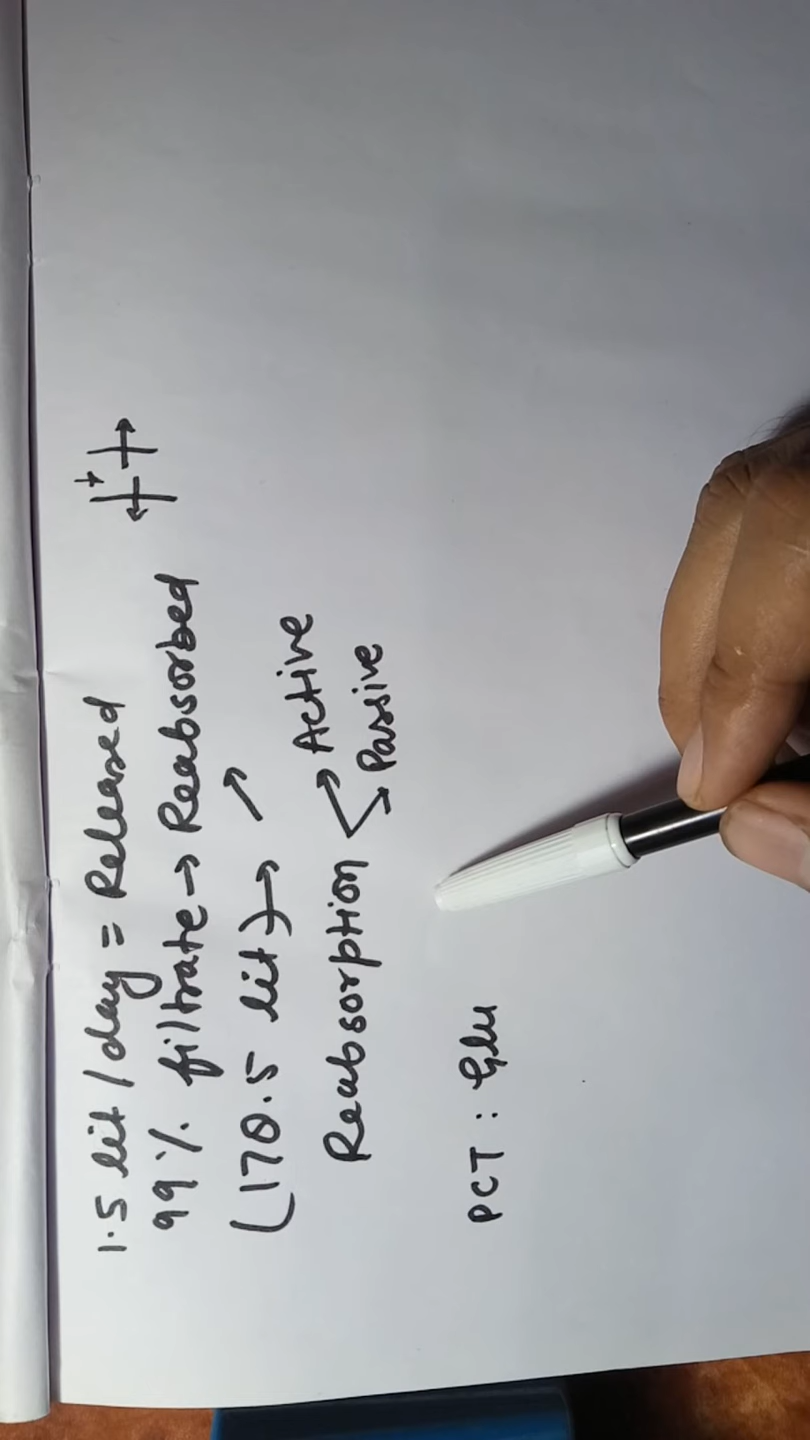 1.5 lit / day = Released
99% filtrate → Reabsorbed
(170.5 lit) → ↗
Reabsorption → Active
→ Passive
PCT : Glu